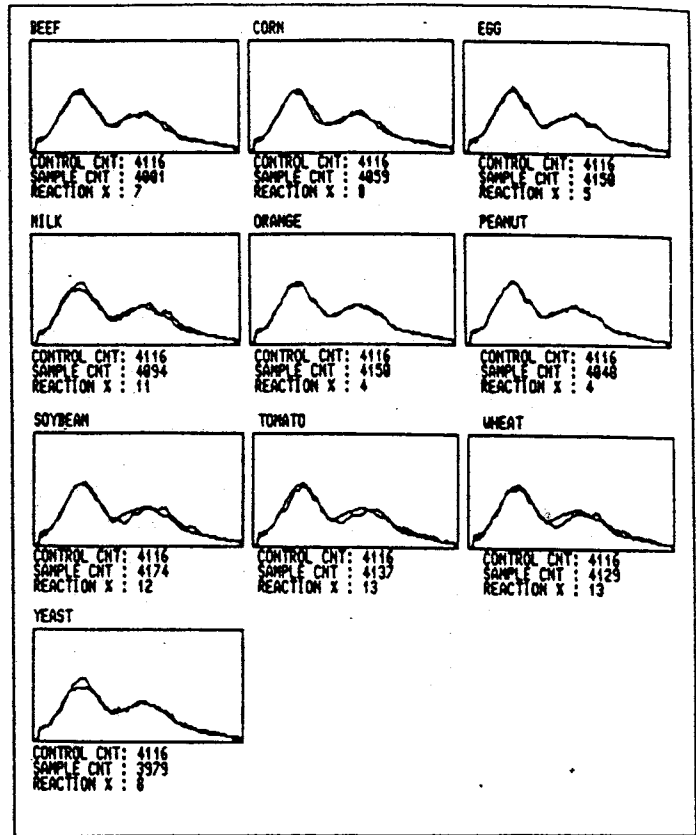 BEEF
CORN
EGG
CONTROL CNT: 4116
SAMPLE CNT : 4001
REACTION % : 7
CONTROL CNT: 4116
SAMPLE CNT : 4059
REACTION % : 8
CONTROL CNT: 4116
SAMPLE CNT : 4150
REACTION % : 5
MILK
ORANGE
PEANUT
CONTROL CNT: 4116
SAMPLE CNT : 4094
REACTION % : 11
CONTROL CNT: 4116
SAMPLE CNT : 4150
REACTION % : 4
CONTROL CNT: 4116
SAMPLE CNT : 4040
REACTION % : 4
SOYBEAN
TOMATO
WHEAT
CONTROL CNT: 4116
SAMPLE CNT : 4174
REACTION % : 12
CONTROL CNT: 4116
SAMPLE CNT : 4137
REACTION % : 13
CONTROL CNT: 4116
SAMPLE CNT : 4129
REACTION % : 13
YEAST
CONTROL CNT: 4116
SAMPLE CNT : 3979
REACTION % : 8